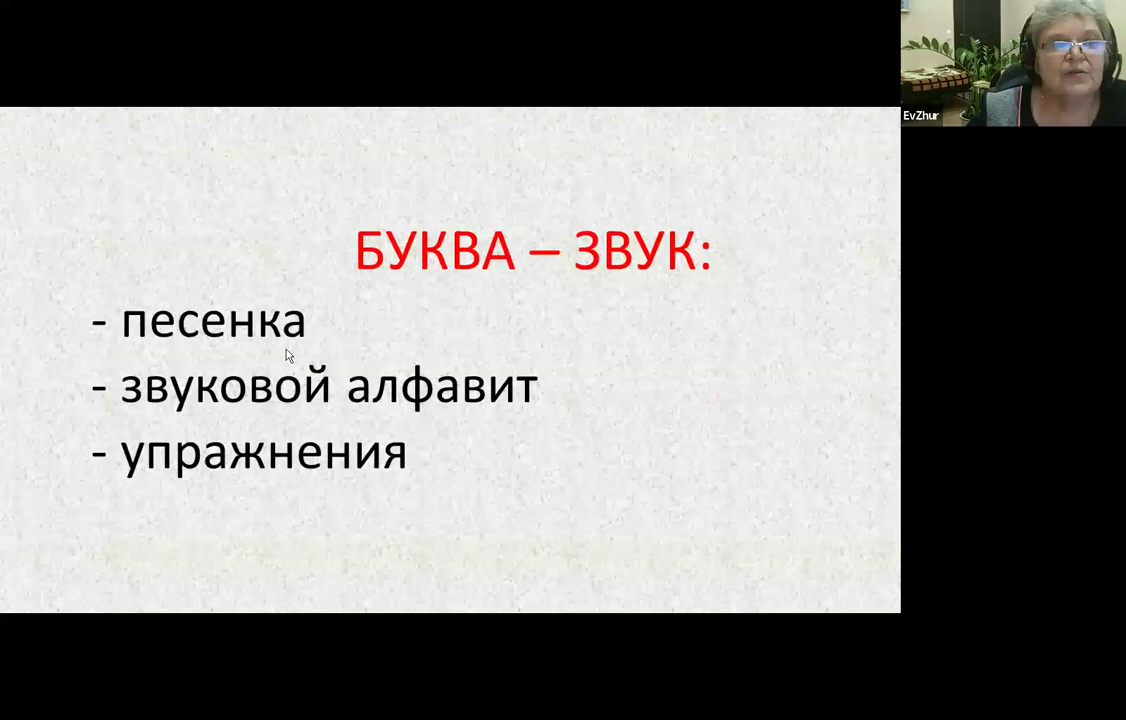 EvZhur
БУКВА – ЗВУК:
- песенка
- звуковой алфавит
- упражнения